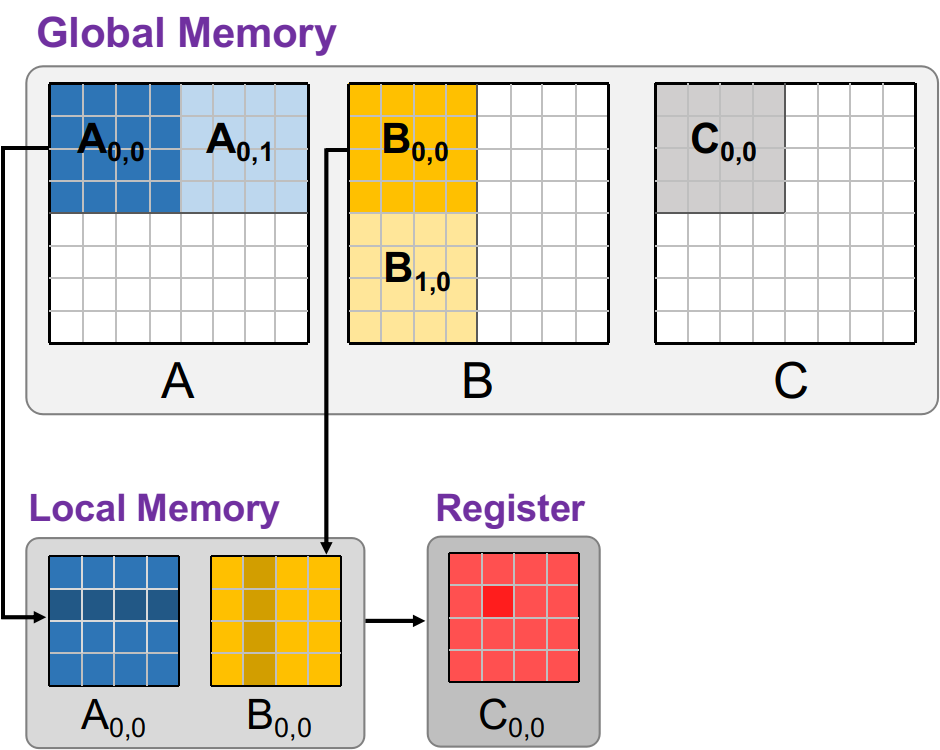 Global Memory
A0,0 A0,1 B0,0 C0,0
B1,0
A B C
Local Memory Register
A0,0 B0,0 C0,0